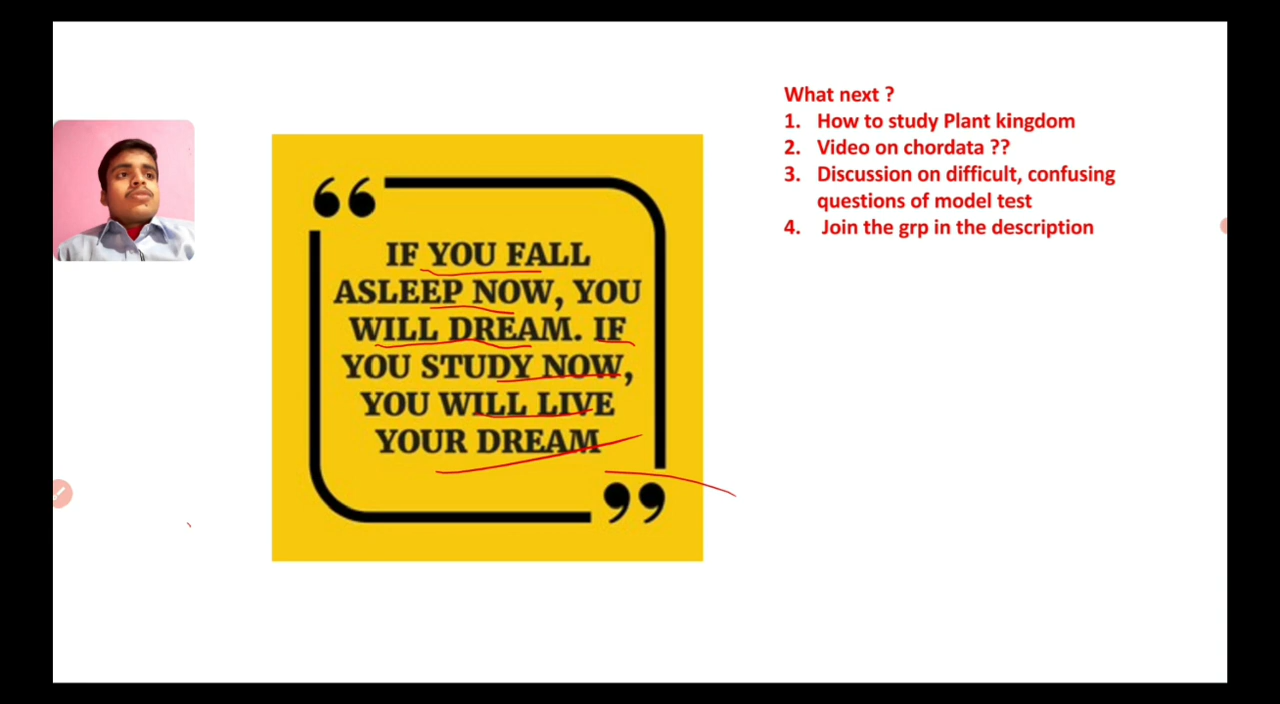 What next ?
1. How to study Plant kingdom
2. Video on chordata ??
3. Discussion on difficult, confusing
questions of model test
4. Join the grp in the description
“
IF YOU FALL
ASLEEP NOW, YOU
WILL DREAM. IF
YOU STUDY NOW,
YOU WILL LIVE
YOUR DREAM
”